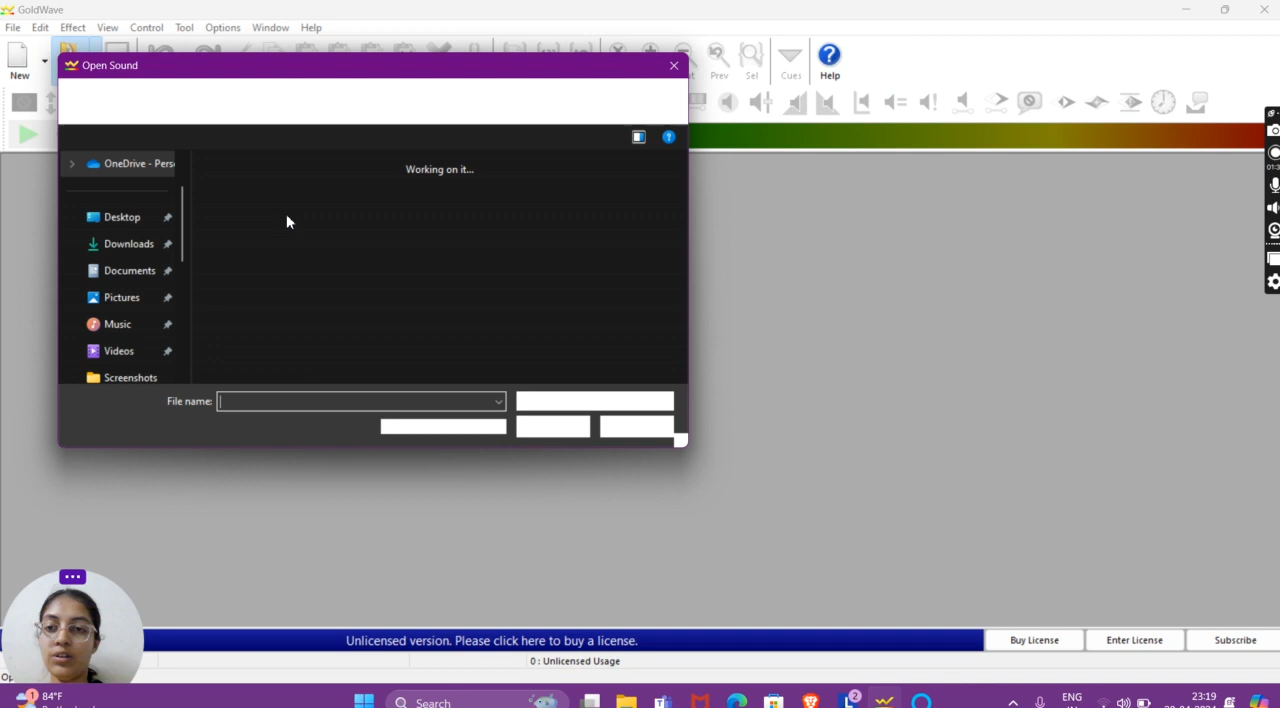 GoldWave
File Edit Effect View Control Tool Options Window Help
New Prev Sel Cues Help
Open Sound
OneDrive - Pers
Working on it...
Desktop
Downloads
Documents
Pictures
Music
Videos
Screenshots
File name:
Unlicensed version. Please click here to buy a license.
Buy License Enter License Subscribe
0 : Unlicensed Usage
1
84°F
Search
2
ENG
23:19